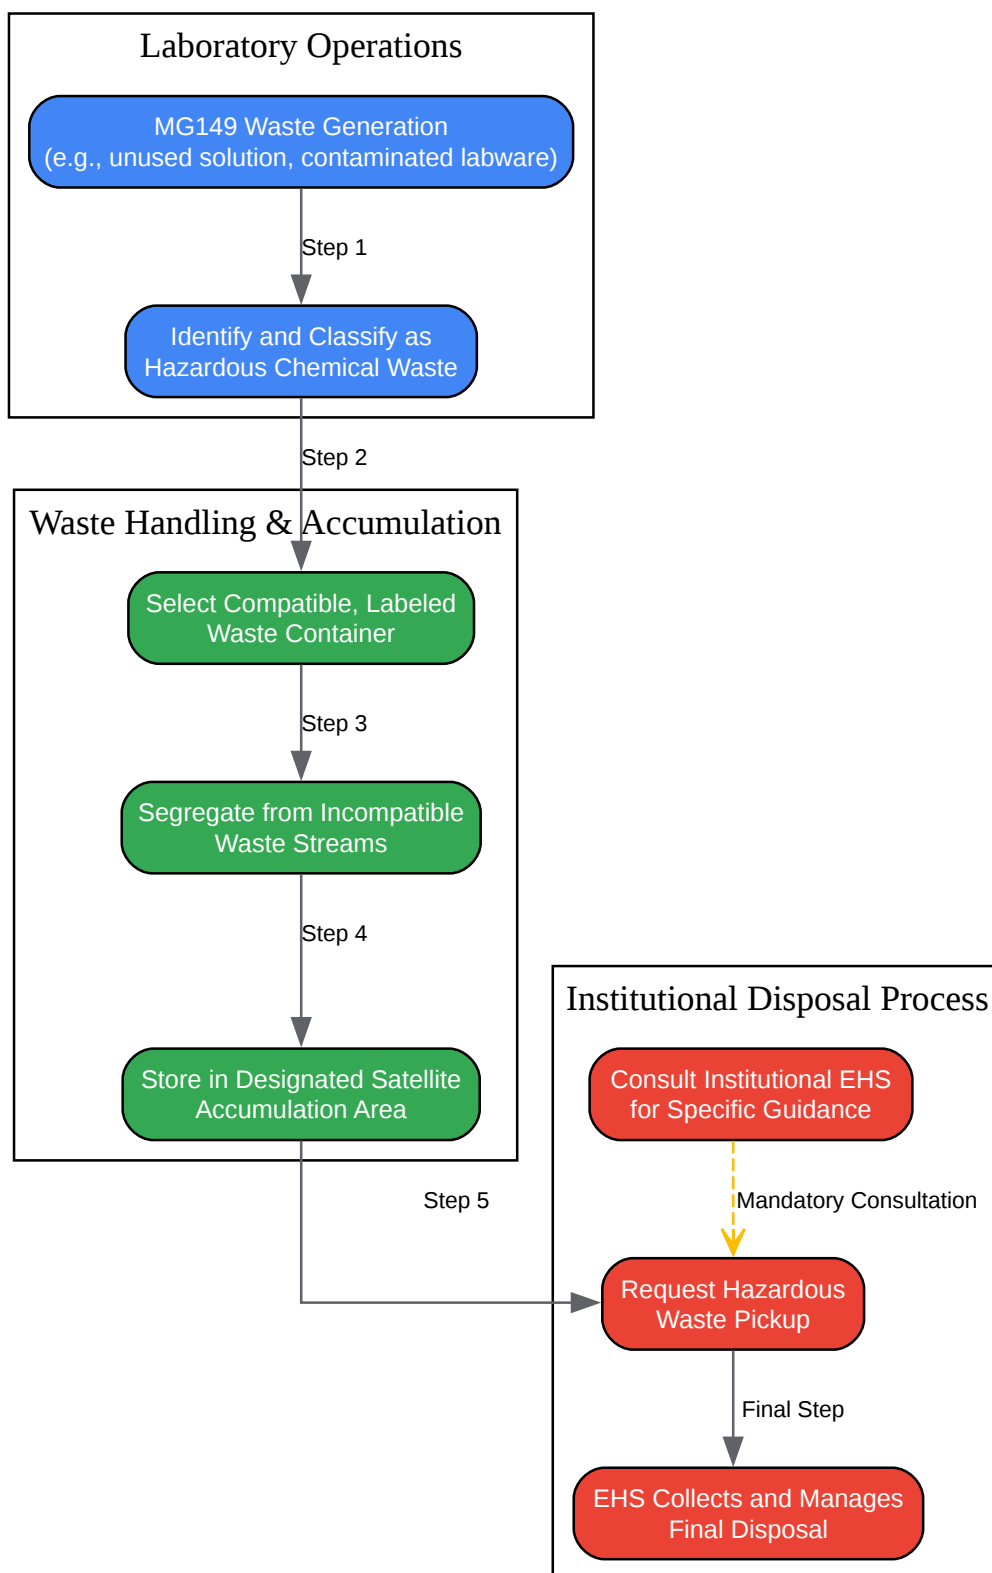 Laboratory Operations
MG149 Waste Generation
(e.g., unused solution, contaminated labware)
Step 1
Identify and Classify as
Hazardous Chemical Waste
Step 2
Waste Handling & Accumulation
Select Compatible, Labeled
Waste Container
Step 3
Segregate from Incompatible
Waste Streams
Step 4
Store in Designated Satellite
Accumulation Area
Step 5
Institutional Disposal Process
Consult Institutional EHS
for Specific Guidance
Mandatory Consultation
Request Hazardous
Waste Pickup
Final Step
EHS Collects and Manages
Final Disposal